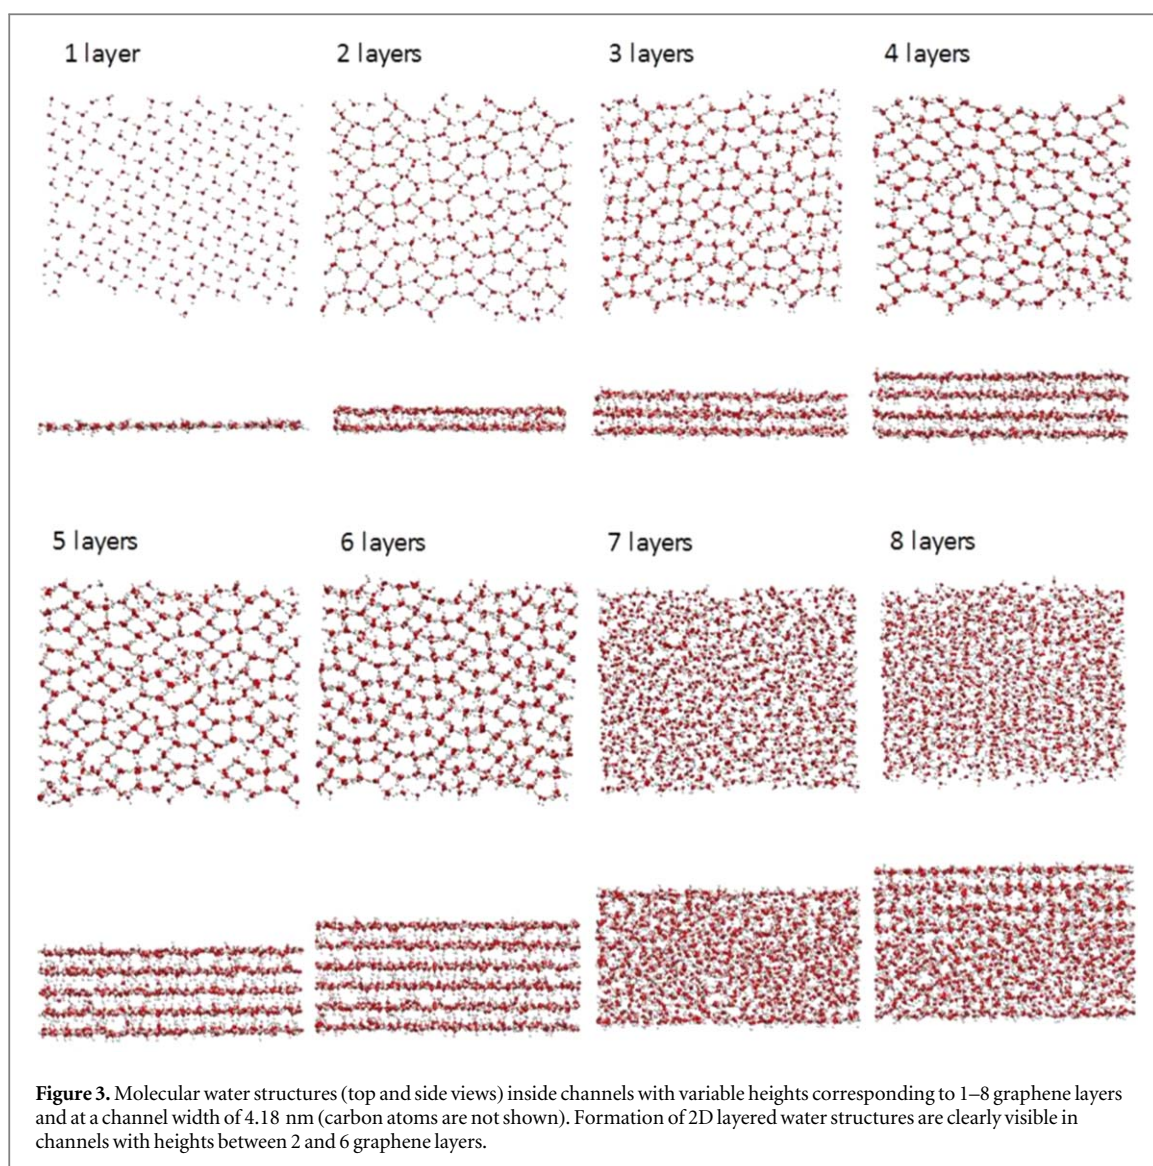 1 layer
2 layers
3 layers
4 layers
5 layers
6 layers
7 layers
8 layers
Figure 3. Molecular water structures (top and side views) inside channels with variable heights corresponding to 1–8 graphene layers
and at a channel width of 4.18 nm (carbon atoms are not shown). Formation of 2D layered water structures are clearly visible in
channels with heights between 2 and 6 graphene layers.